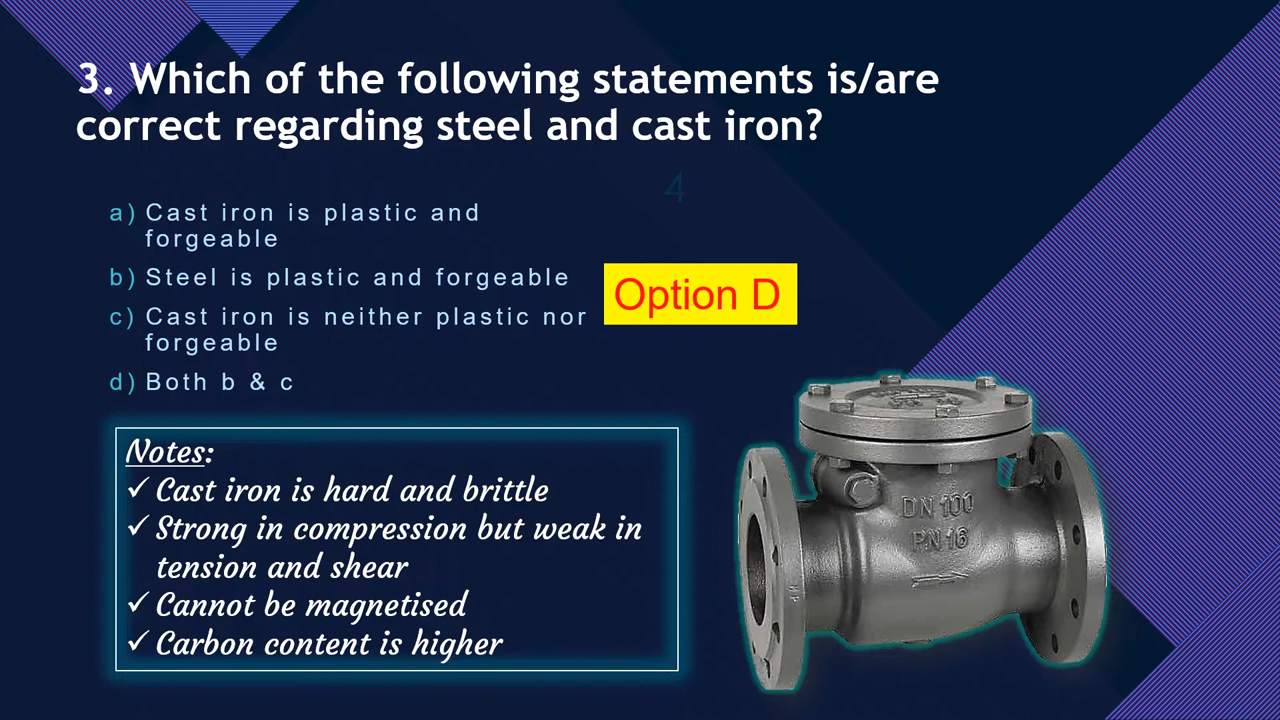 3. Which of the following statements is/are
correct regarding steel and cast iron?
4
a) Cast iron is plastic and
forgeable
b) Steel is plastic and forgeable
c) Cast iron is neither plastic nor
forgeable
d) Both b & c
Option D
Notes:
✓ Cast iron is hard and brittle
✓ Strong in compression but weak in
tension and shear
✓ Cannot be magnetised
✓ Carbon content is higher
DN 100
PN 16